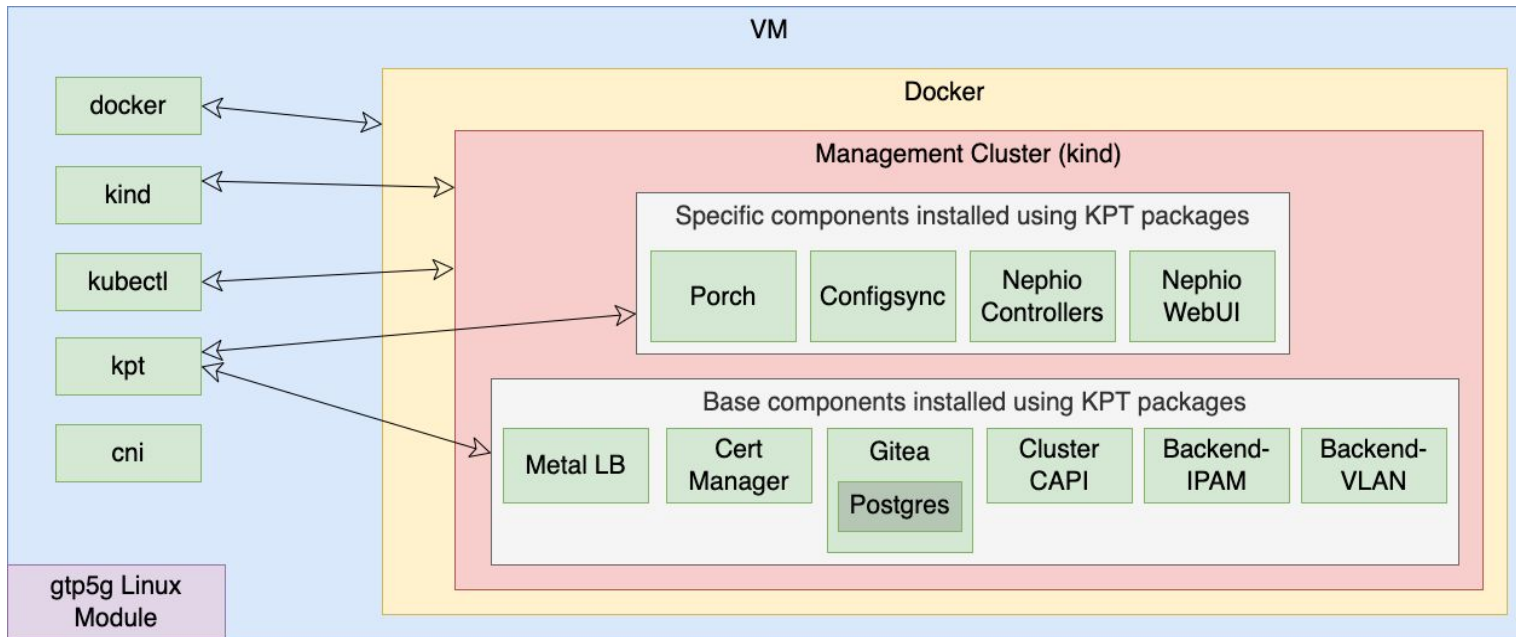 VM
docker
kind
kubectl
kpt
cni
gtp5g Linux
Module
Docker
Management Cluster (kind)
Specific components installed using KPT packages
Porch
Configsync
Nephio
Controllers
Nephio
WebUI
Base components installed using KPT packages
Metal LB
Cert
Manager
Gitea
Postgres
Cluster
CAPI
Backend-
IPAM
Backend-
VLAN